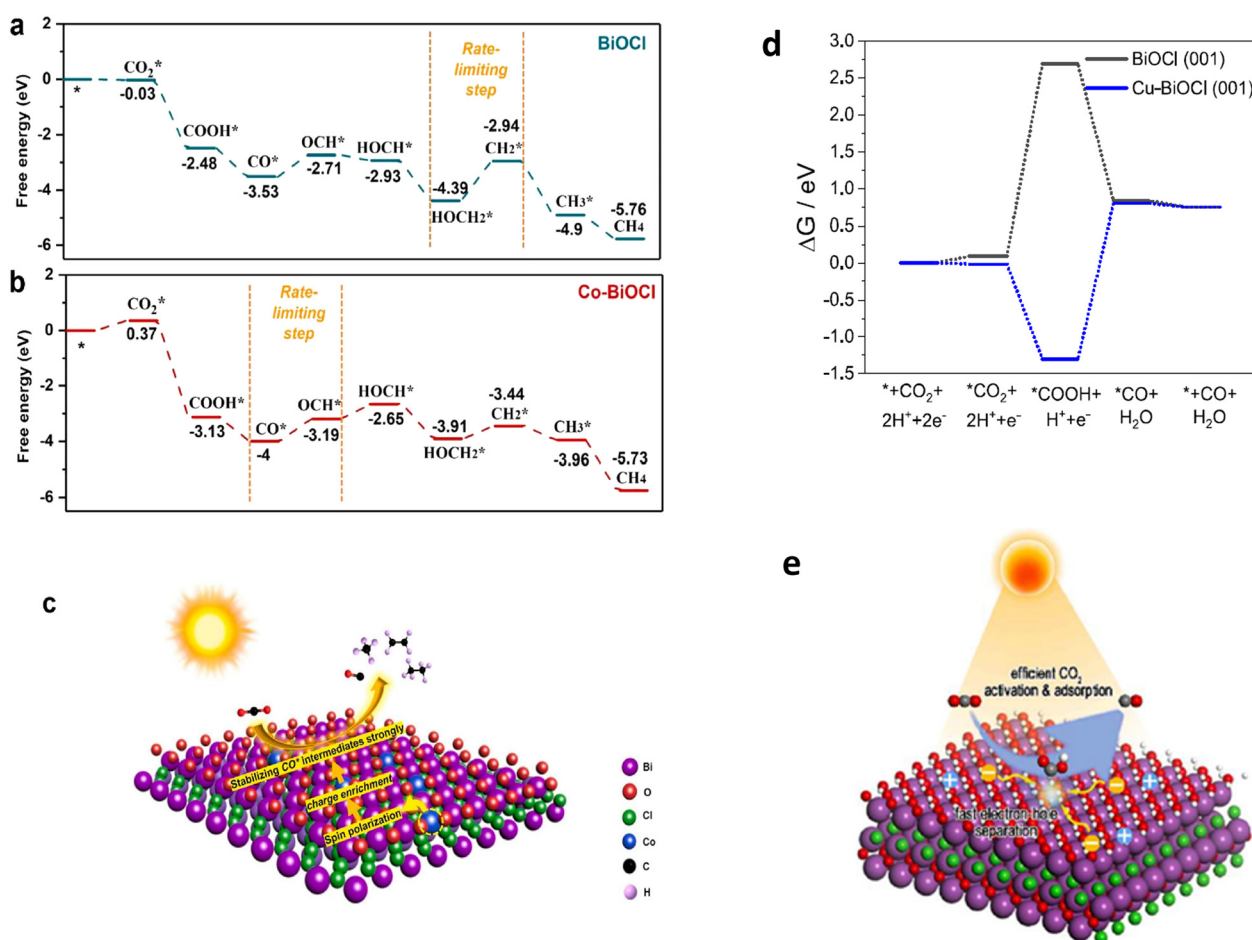 a
BiOCl
Free energy (eV)
2
0
-2
-4
-6
*
CO2*
-0.03
COOH*
-2.48
CO*
-3.53
OCH*
-2.71
HOCH*
-2.93
-4.39
HOCH2*
Rate-
limiting
step
-2.94
CH2*
CH3*
-4.9
-5.76
CH4
b
Co-BiOCl
Free energy (eV)
2
0
-2
-4
-6
*
CO2*
0.37
COOH*
-3.13
Rate-
limiting
step
CO*
-4
OCH*
-3.19
HOCH*
-2.65
-3.91
HOCH2*
-3.44
CH2*
CH3*
-3.96
-5.73
CH4
c
Stabilizing CO* intermediates strongly
charge enrichment
Spin polarization
Bi
O
Cl
Co
C
H
d
BiOCl (001)
Cu-BiOCl (001)
ΔG / eV
3.0
2.5
2.0
1.5
1.0
0.5
0.0
-0.5
-1.0
-1.5
*+CO₂+
2H⁺+2e⁻
*CO₂+
2H⁺+e⁻
*COOH+
H⁺+e⁻
*CO+
H₂O
*+CO+
H₂O
e
efficient CO₂
activation & adsorption
fast electron-hole
separation